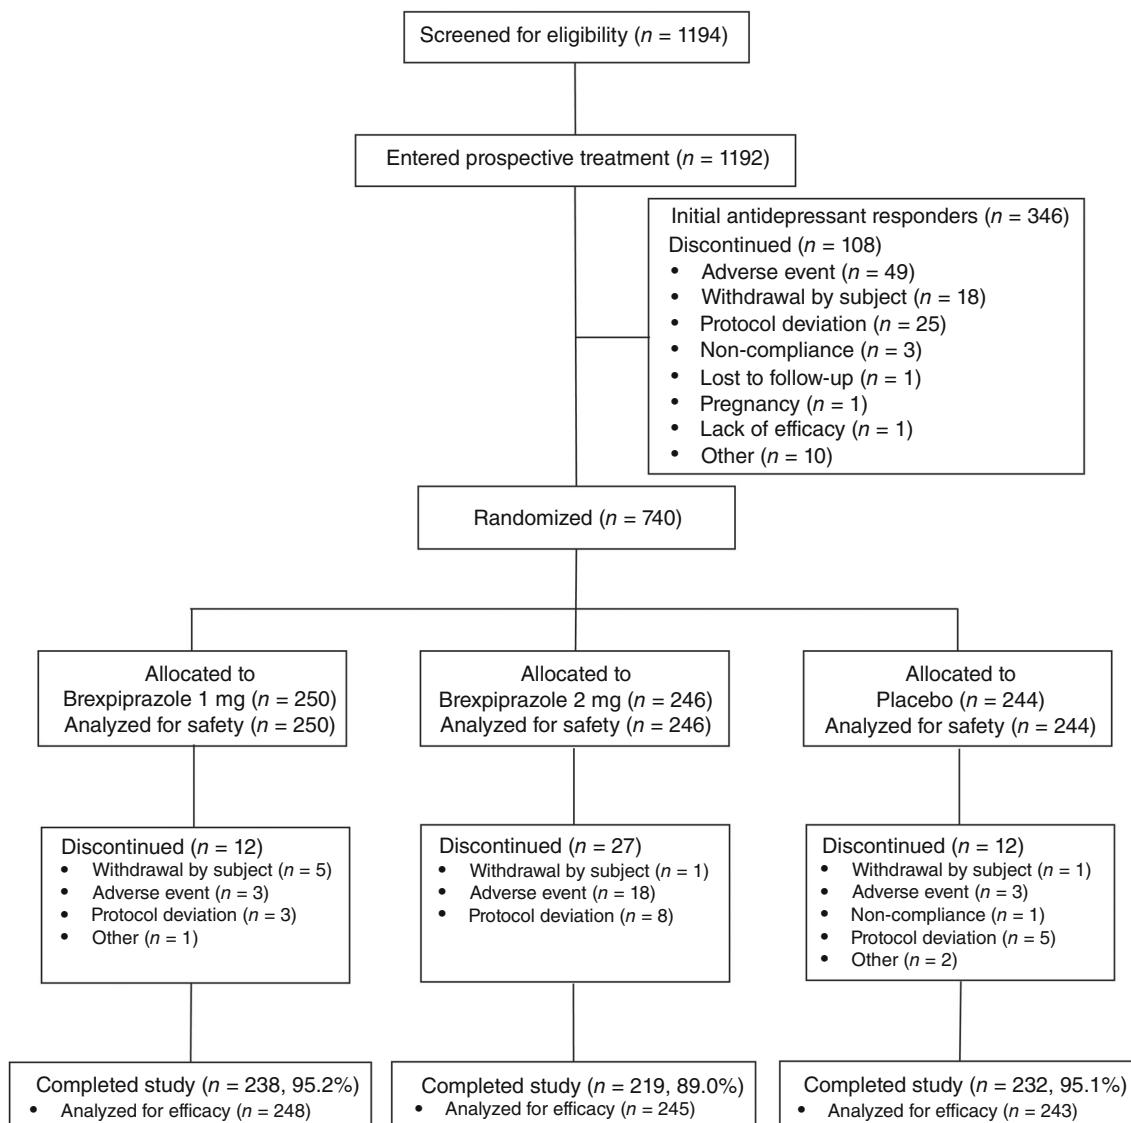 Screened for eligibility (n = 1194)
Entered prospective treatment (n = 1192)
Initial antidepressant responders (n = 346)
Discontinued (n = 108)
• Adverse event (n = 49)
• Withdrawal by subject (n = 18)
• Protocol deviation (n = 25)
• Non-compliance (n = 3)
• Lost to follow-up (n = 1)
• Pregnancy (n = 1)
• Lack of efficacy (n = 1)
• Other (n = 10)
Randomized (n = 740)
Allocated to
Brexpiprazole 1 mg (n = 250)
Analyzed for safety (n = 250)
Allocated to
Brexpiprazole 2 mg (n = 246)
Analyzed for safety (n = 246)
Allocated to
Placebo (n = 244)
Analyzed for safety (n = 244)
Discontinued (n = 12)
• Withdrawal by subject (n = 5)
• Adverse event (n = 3)
• Protocol deviation (n = 3)
• Other (n = 1)
Discontinued (n = 27)
• Withdrawal by subject (n = 1)
• Adverse event (n = 18)
• Protocol deviation (n = 8)
Discontinued (n = 12)
• Withdrawal by subject (n = 1)
• Adverse event (n = 3)
• Non-compliance (n = 1)
• Protocol deviation (n = 5)
• Other (n = 2)
Completed study (n = 238, 95.2%)
• Analyzed for efficacy (n = 248)
Completed study (n = 219, 89.0%)
• Analyzed for efficacy (n = 245)
Completed study (n = 232, 95.1%)
• Analyzed for efficacy (n = 243)